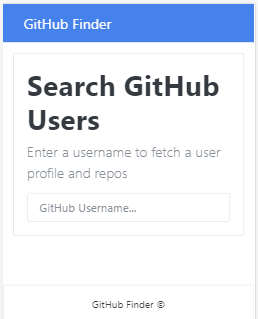 GitHub Finder
Search GitHub
Users
Enter a username to fetch a user
profile and repos
GitHub Username...
GitHub Finder ©